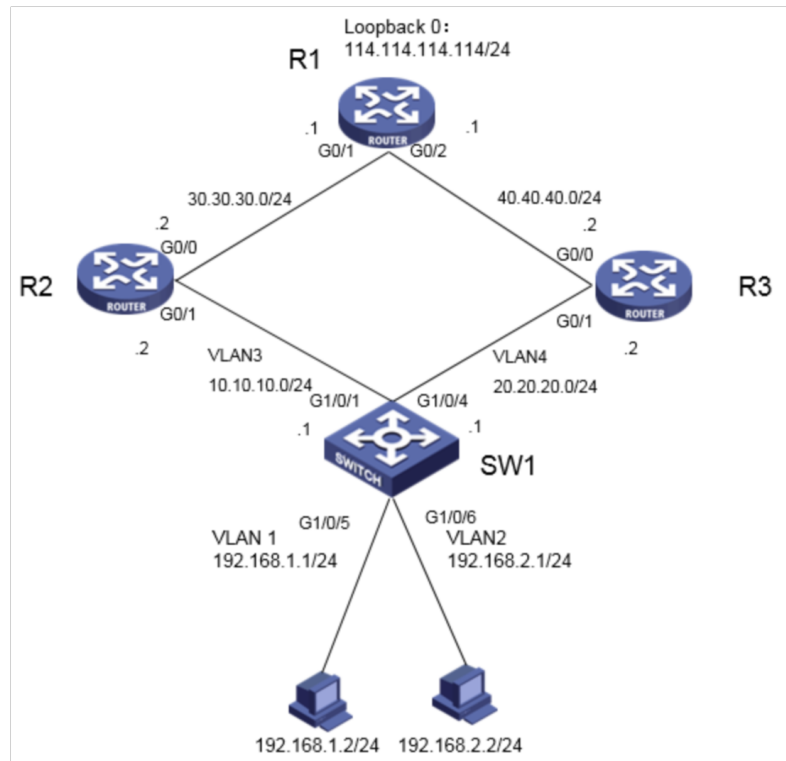 Loopback 0：
114.114.114.114/24
R1
.1
.1
ROUTER
G0/1
G0/2
30.30.30.0/24
40.40.40.0/24
.2
.2
G0/0
G0/0
R2
ROUTER
ROUTER
R3
G0/1
G0/1
.2
.2
VLAN3
VLAN4
10.10.10.0/24
20.20.20.0/24
G1/0/1
G1/0/4
.1
.1
SWITCH
SW1
G1/0/5
G1/0/6
VLAN 1
VLAN2
192.168.1.1/24
192.168.2.1/24
192.168.1.2/24
192.168.2.2/24